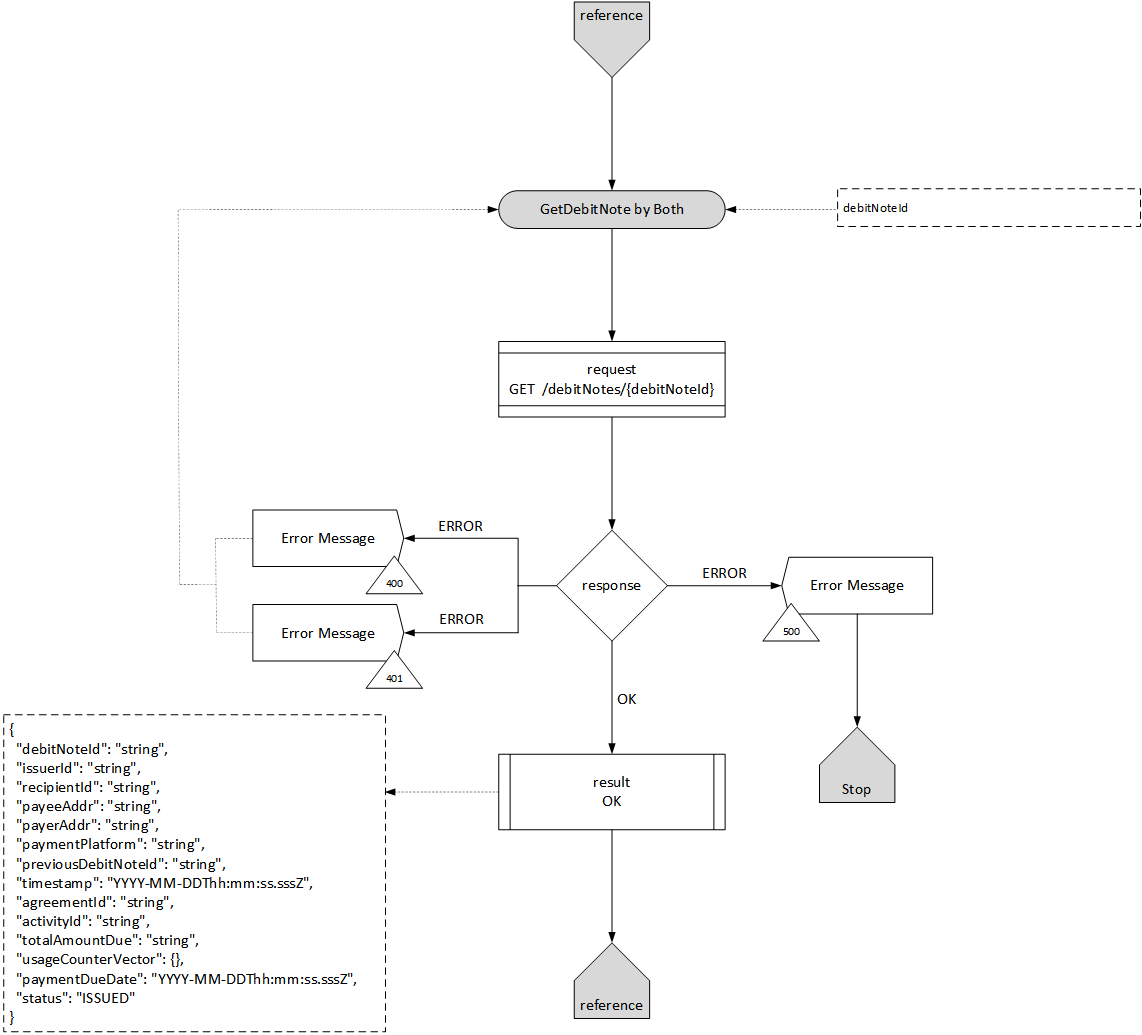 reference
GetDebitNote by Both
debitNoteId
request
GET /debitNotes/{debitNoteId}
ERROR
Error Message
400
response
ERROR
Error Message
500
ERROR
Error Message
401
OK
Stop
result
OK
{
"debitNoteId": "string",
"issuerId": "string",
"recipientId": "string",
"payeeAddr": "string",
"payerAddr": "string",
"paymentPlatform": "string",
"previousDebitNoteId": "string",
"timestamp": "YYYY-MM-DDThh:mm:ss.sssZ",
"agreementId": "string",
"activityId": "string",
"totalAmountDue": "string",
"usageCounterVector": {},
"paymentDueDate": "YYYY-MM-DDThh:mm:ss.sssZ",
"status": "ISSUED"
}
reference